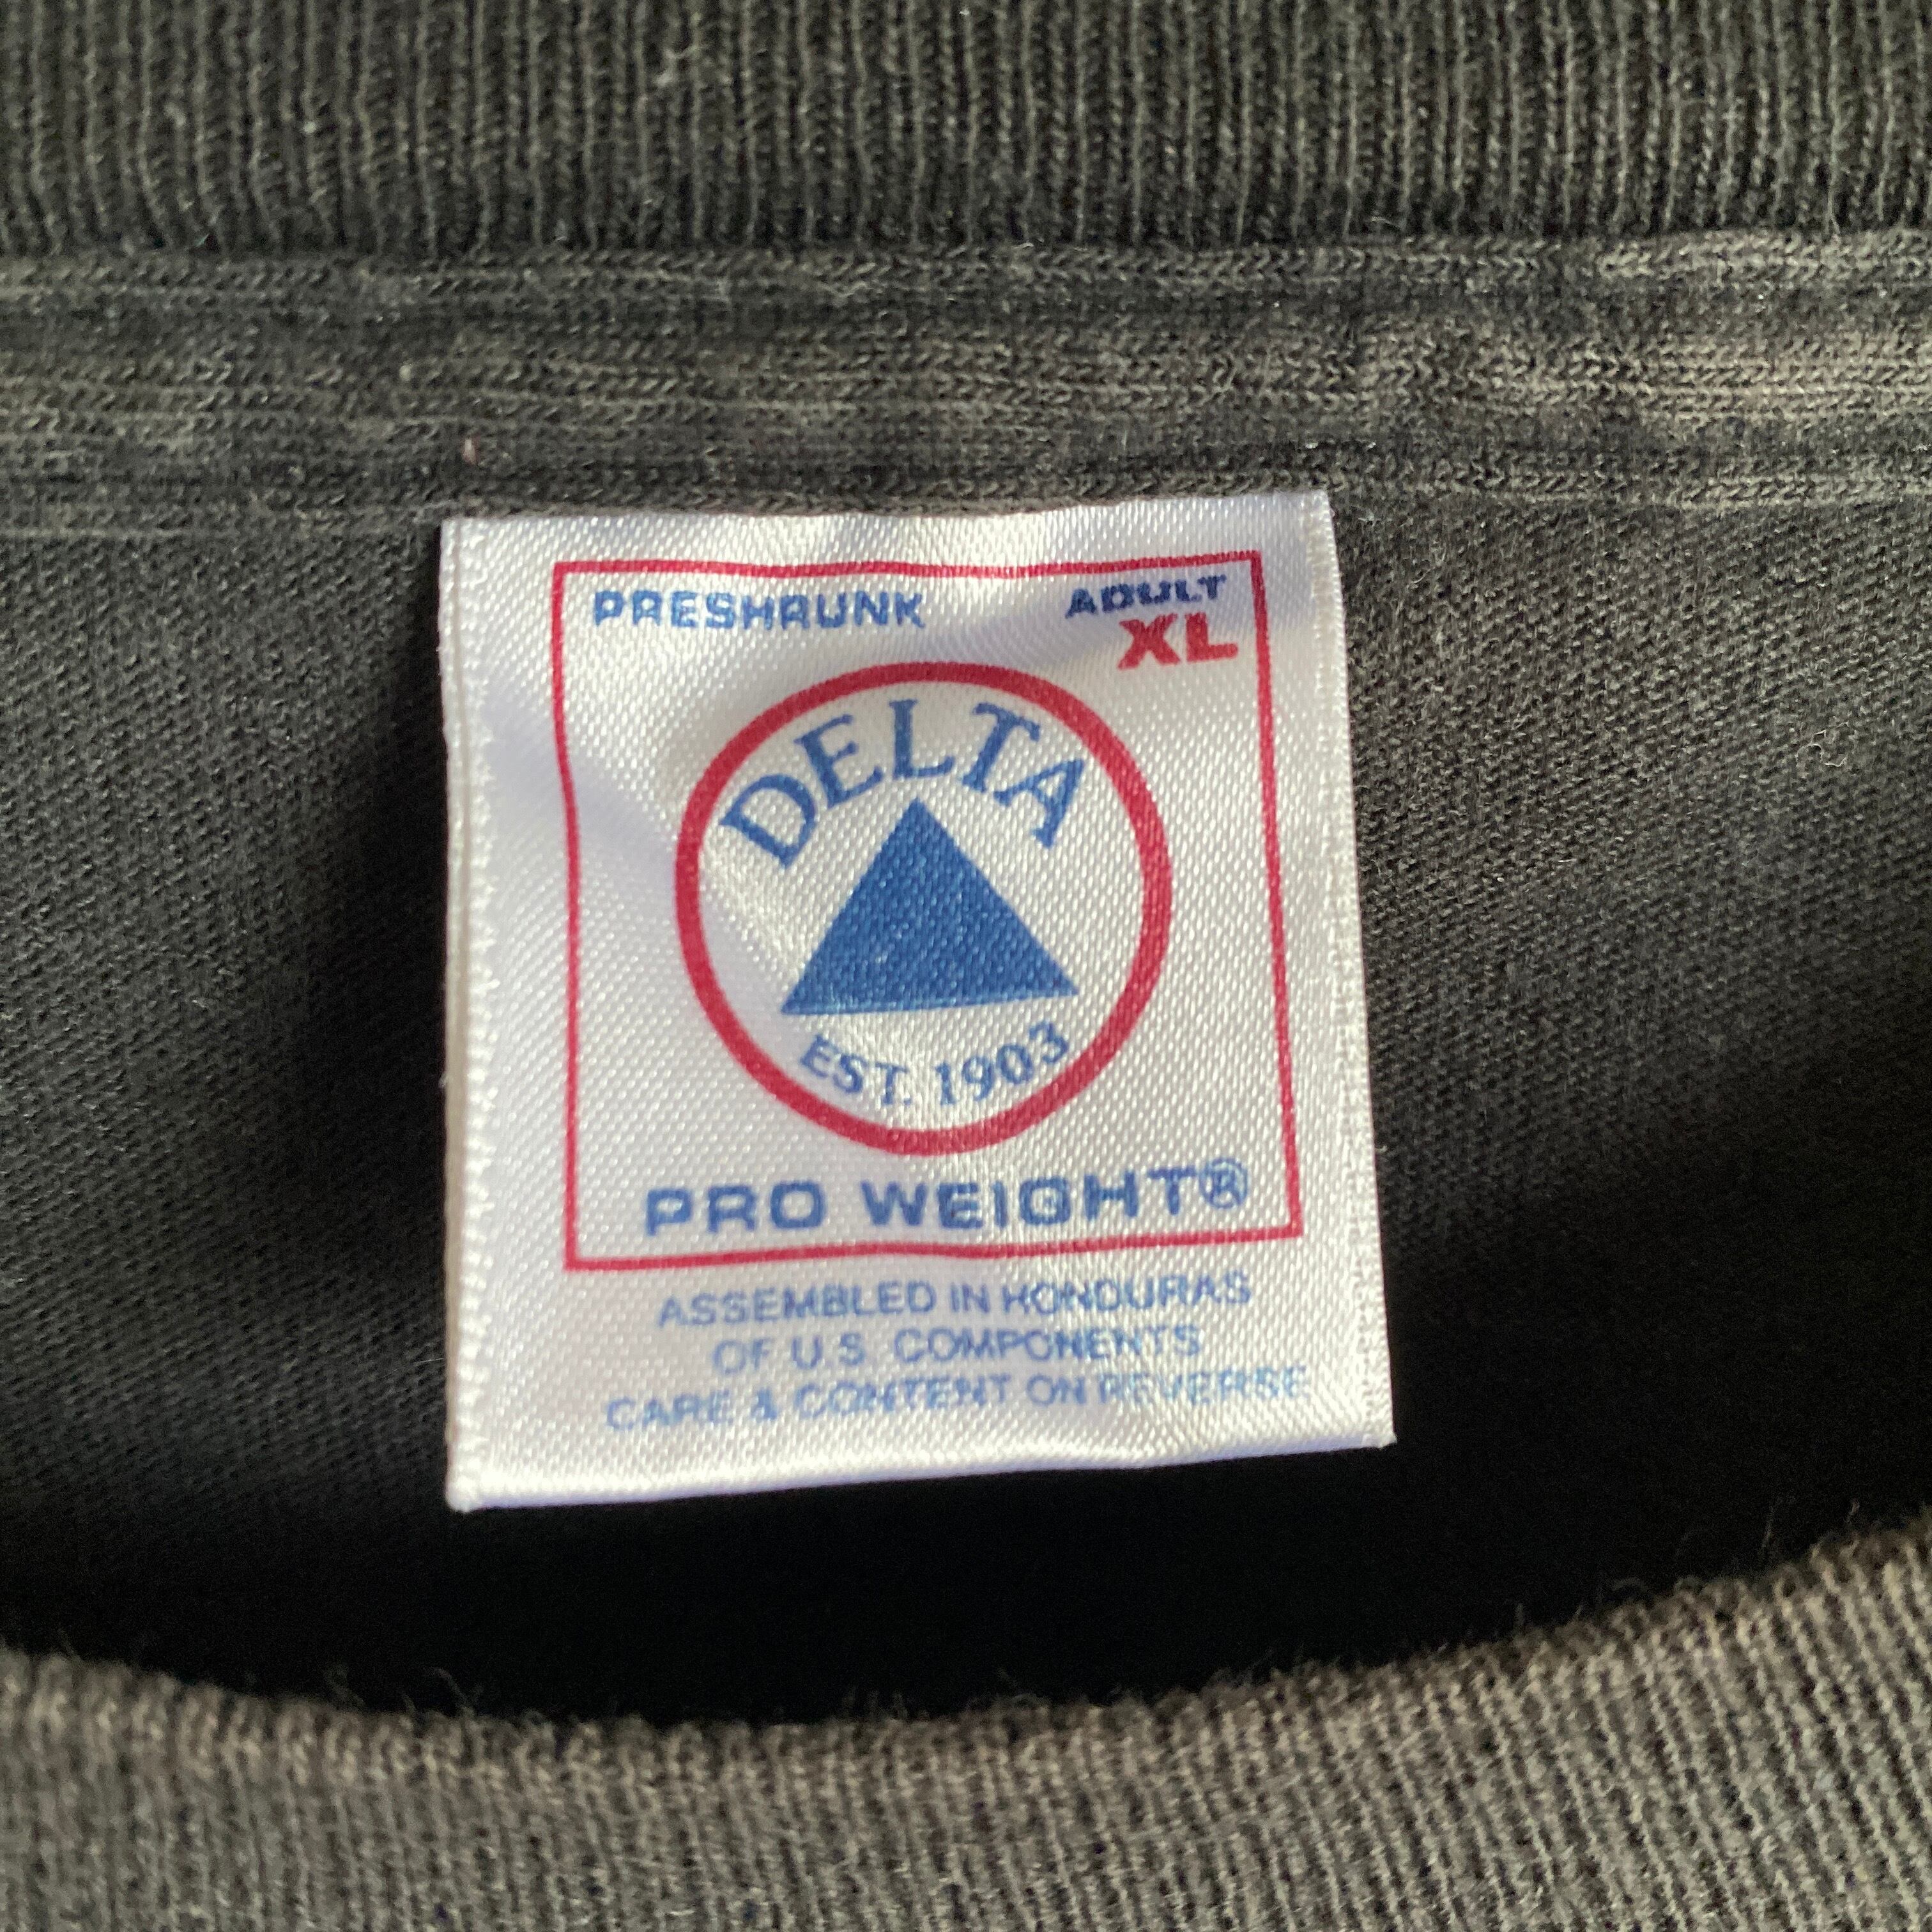 PRESHRUNK
ADULT
XL
DELTA
EST. 1903
PRO WEIGHT®
ASSEMBLED IN HONDURAS
OF U.S. COMPONENTS
CARE & CONTENT ON REVERSE